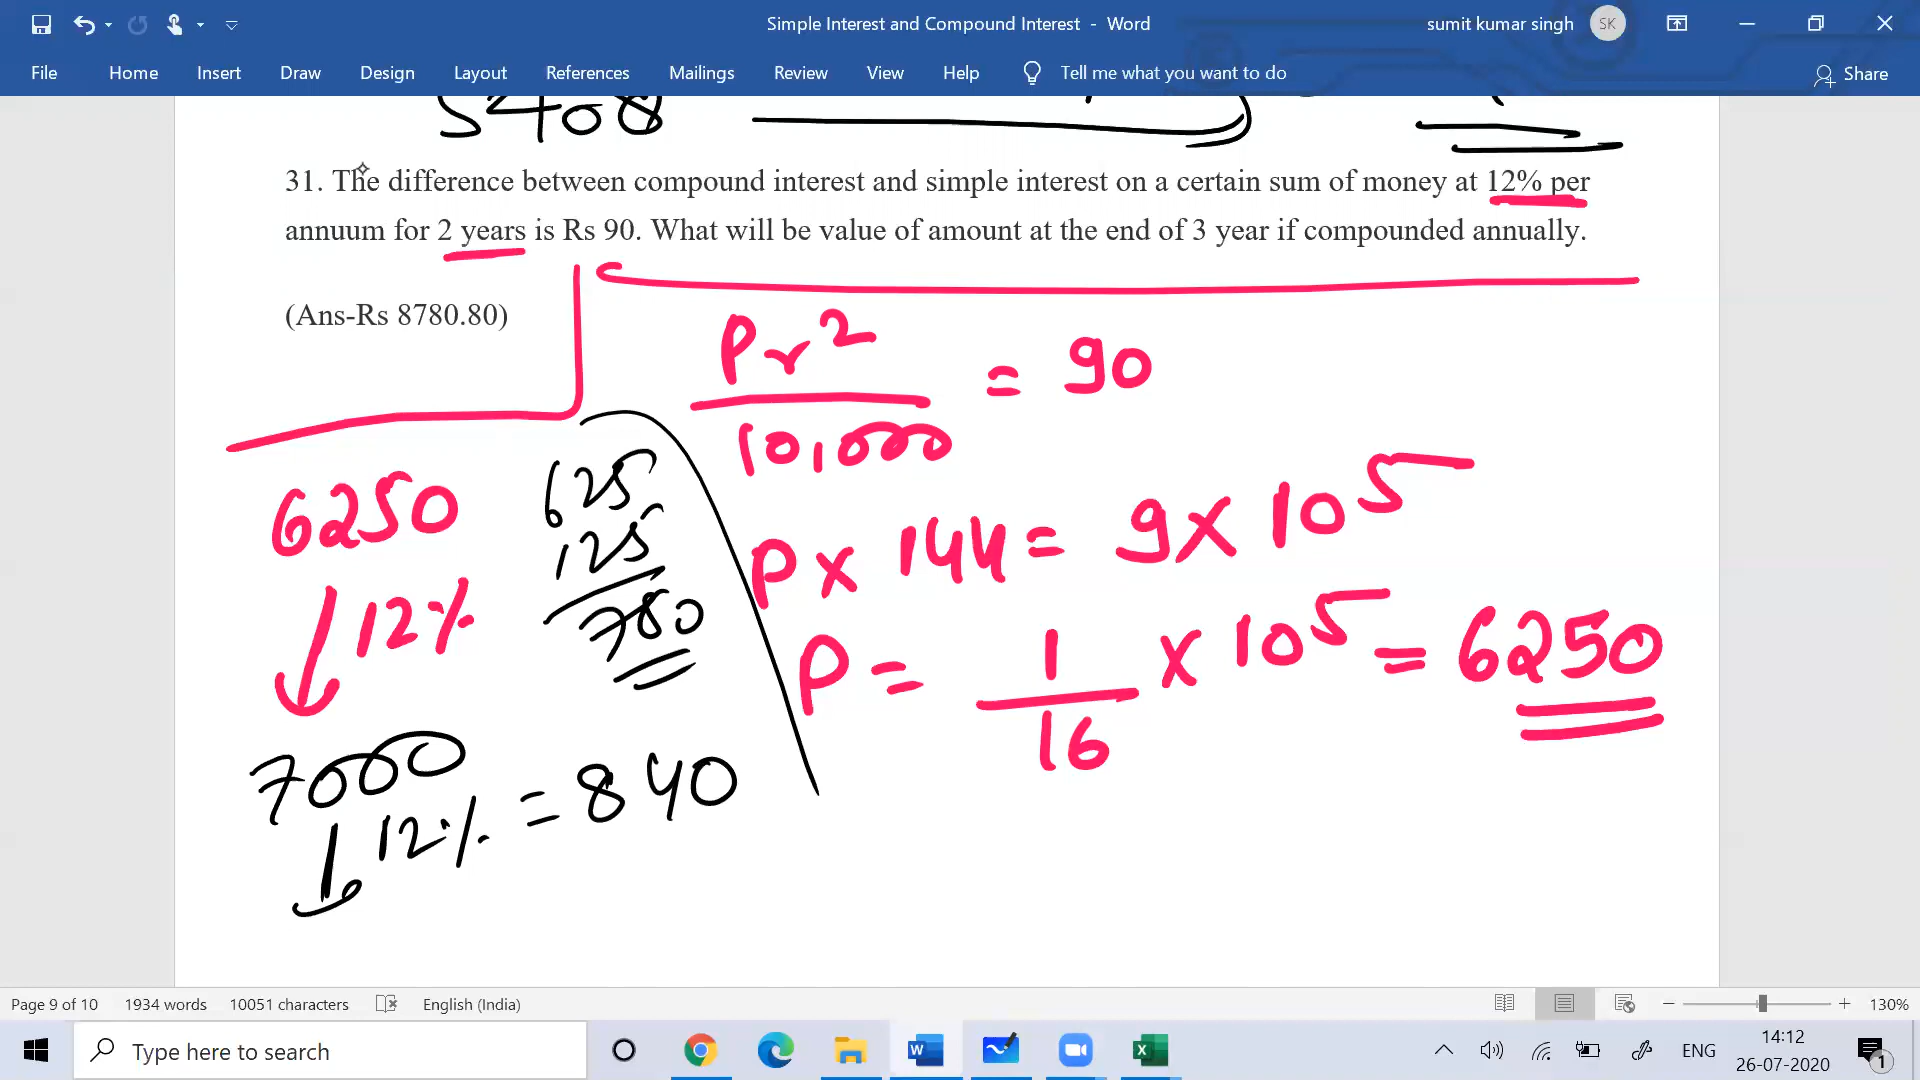 Simple Interest and Compound Interest - Word
sumit kumar singh
SK
File Home Insert Draw Design Layout References Mailings Review View Help Tell me what you want to do
Share
5408
31. The difference between compound interest and simple interest on a certain sum of money at 12% per
annuum for 2 years is Rs 90. What will be value of amount at the end of 3 year if compounded annually.
(Ans-Rs 8780.80)
Pr²
10,000
= 90
P x 144 = 9 x 10⁵
P = 1/16 x 10⁵ = 6250
6250
12%
625
125
750
7000
12% = 840
Page 9 of 10 1934 words 10051 characters English (India)
130%
Type here to search
ENG
14:12
26-07-2020
1